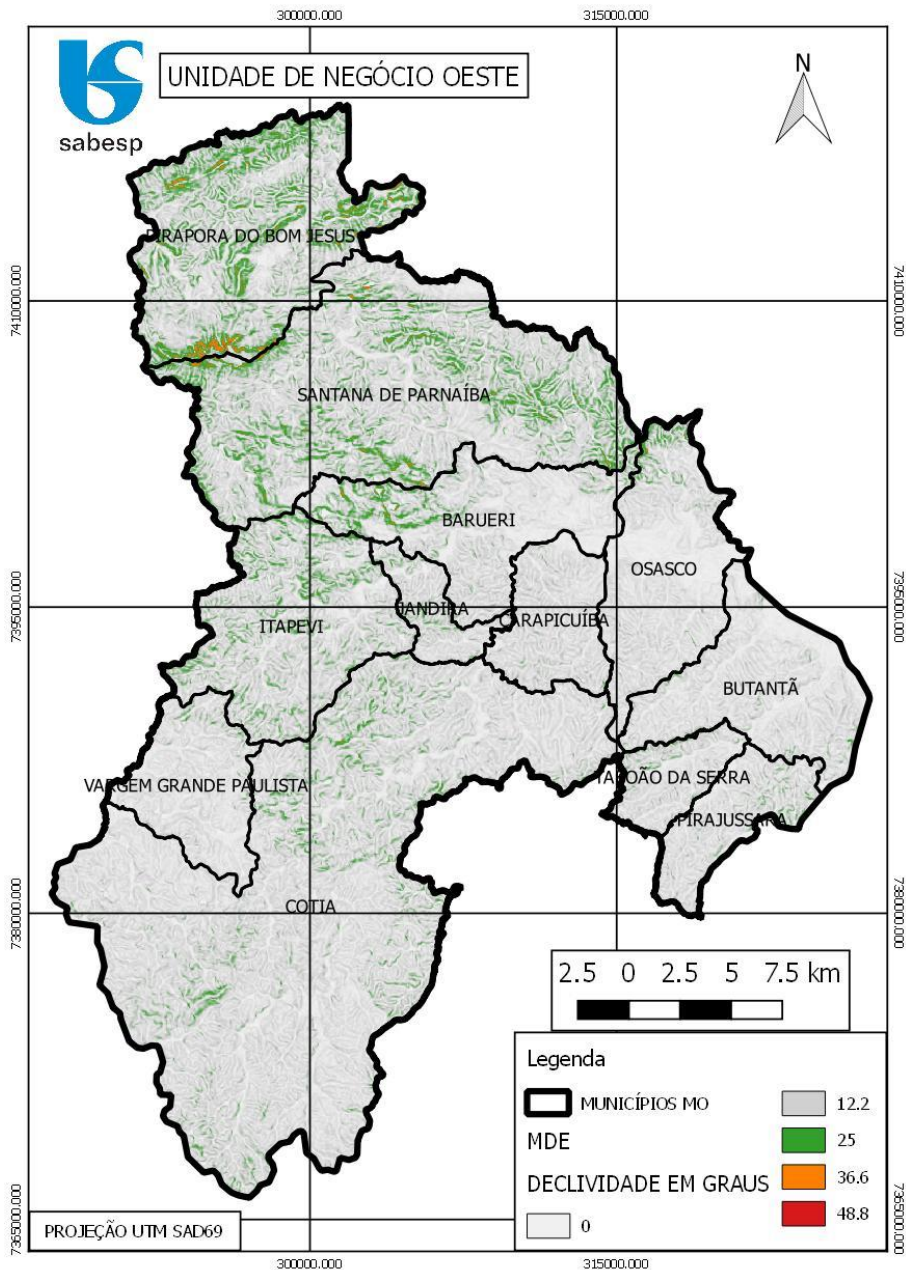 300000.000
315000.000
UNIDADE DE NEGÓCIO OESTE
sabesp
N
PIRAPORA DO BOM JESUS
7410000.000
7410000.000
SANTANA DE PARNAÍBA
BARUERI
OSASCO
7395000.000
7395000.000
JANDIRA
CARAPICUÍBA
ITAPEVI
BUTANTÃ
VARGEM GRANDE PAULISTA
TABOÃO DA SERRA
PIRAJUSSARA
COTIA
7380000.000
7380000.000
2.5 0 2.5 5 7.5 km
Legenda
MUNICÍPIOS MO
MDE
DECLIVIDADE EM GRAUS
0
12.2
25
36.6
48.8
7365000.000
7365000.000
PROJEÇÃO UTM SAD69
300000.000
315000.000